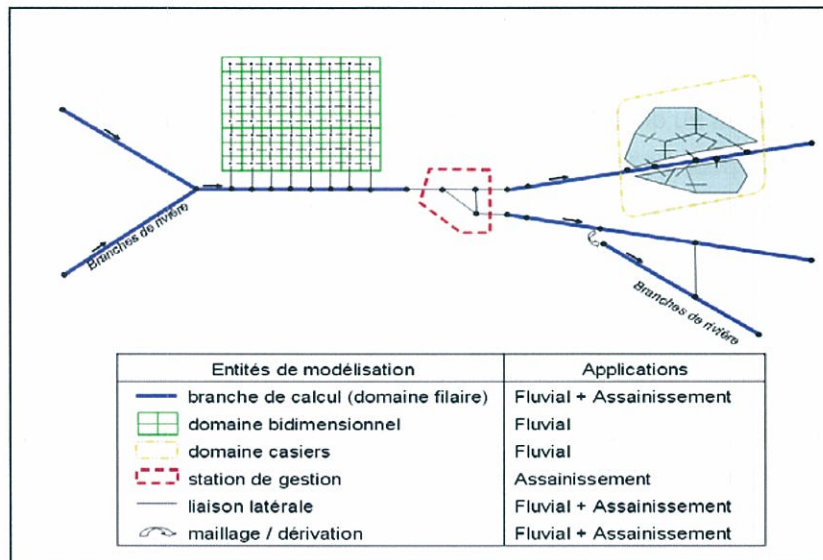 Branches de rivière
Branches de rivière
Entités de modélisation Applications
branche de calcul (domaine filaire) Fluvial + Assainissement
domaine bidimensionnel Fluvial
domaine casiers Fluvial
station de gestion Assainissement
liaison latérale Fluvial + Assainissement
maillage / dérivation Fluvial + Assainissement